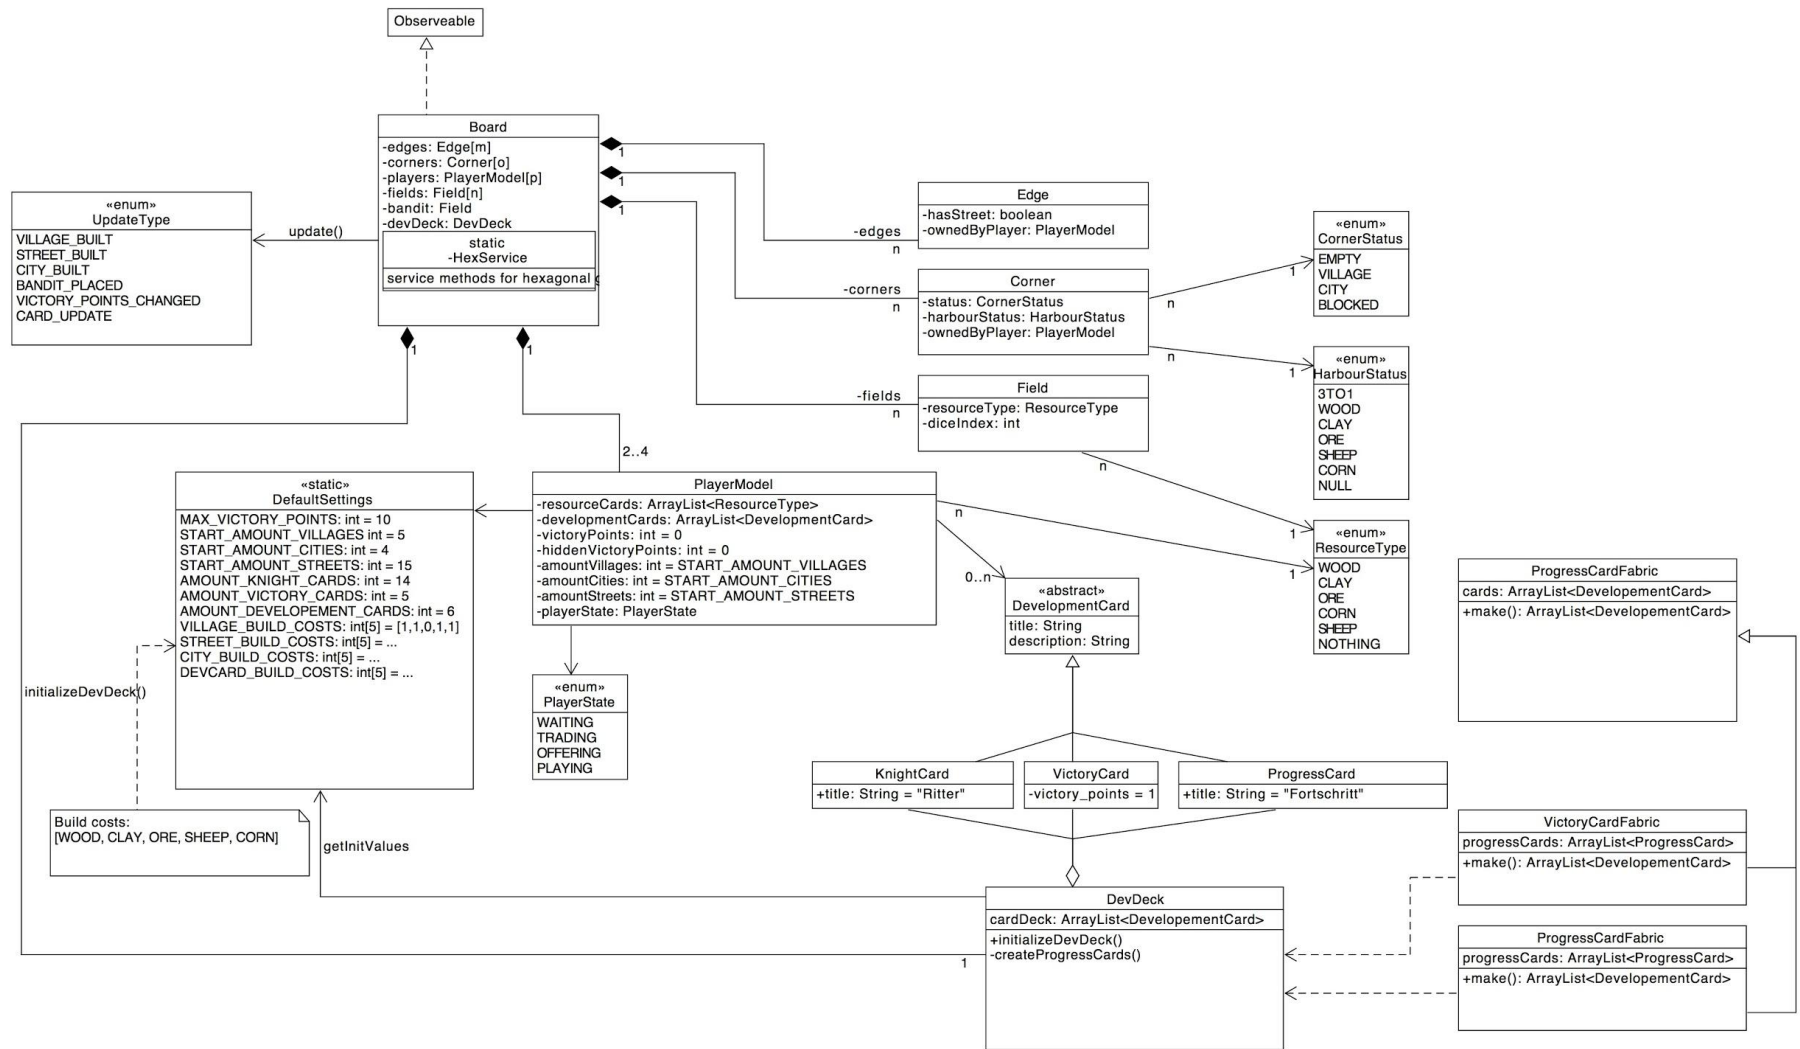 Observeable
Board
-edges: Edge[m]
-corners: Corner[o]
-players: PlayerModel[p]
-fields: Field[n]
-bandit: Field
-devDeck: DevDeck
static
-HexService
service methods for hexagonal
1
1
1
1
1
«enum»
UpdateType
VILLAGE_BUILT
STREET_BUILT
CITY_BUILT
BANDIT_PLACED
VICTORY_POINTS_CHANGED
CARD_UPDATE
update()
-edges
n
Edge
-hasStreet: boolean
-ownedByPlayer: PlayerModel
-corners
n
Corner
-status: CornerStatus
-harbourStatus: HarbourStatus
-ownedByPlayer: PlayerModel
n
1
n
1
-fields
n
Field
-resourceType: ResourceType
-diceIndex: int
n
1
«enum»
CornerStatus
EMPTY
VILLAGE
CITY
BLOCKED
«enum»
HarbourStatus
3TO1
WOOD
CLAY
ORE
SHEEP
CORN
NULL
«enum»
ResourceType
WOOD
CLAY
ORE
CORN
SHEEP
NOTHING
2..4
«static»
DefaultSettings
MAX_VICTORY_POINTS: int = 10
START_AMOUNT_VILLAGES int = 5
START_AMOUNT_CITIES: int = 4
START_AMOUNT_STREETS: int = 15
AMOUNT_KNIGHT_CARDS: int = 14
AMOUNT_VICTORY_CARDS: int = 5
AMOUNT_DEVELOPEMENT_CARDS: int = 6
VILLAGE_BUILD_COSTS: int[5] = [1,1,0,1,1]
STREET_BUILD_COSTS: int[5] = ...
CITY_BUILD_COSTS: int[5] = ...
DEVCARD_BUILD_COSTS: int[5] = ...
PlayerModel
-resourceCards: ArrayList<ResourceType>
-developmentCards: ArrayList<DevelopmentCard>
-victoryPoints: int = 0
-hiddenVictoryPoints: int = 0
-amountVillages: int = START_AMOUNT_VILLAGES
-amountCities: int = START_AMOUNT_CITIES
-amountStreets: int = START_AMOUNT_STREETS
-playerState: PlayerState
n
1
0..n
«abstract»
DevelopmentCard
title: String
description: String
ProgressCardFabric
cards: ArrayList<DevelopementCard>
+make(): ArrayList<DevelopementCard>
initializeDevDeck()
«enum»
PlayerState
WAITING
TRADING
OFFERING
PLAYING
KnightCard
+title: String = "Ritter"
VictoryCard
-victory_points = 1
ProgressCard
+title: String = "Fortschritt"
Build costs:
[WOOD, CLAY, ORE, SHEEP, CORN]
getInitValues
VictoryCardFabric
progressCards: ArrayList<ProgressCard>
+make(): ArrayList<DevelopementCard>
DevDeck
cardDeck: ArrayList<DevelopementCard>
+initializeDevDeck()
-createProgressCards()
1
ProgressCardFabric
progressCards: ArrayList<ProgressCard>
+make(): ArrayList<DevelopementCard>